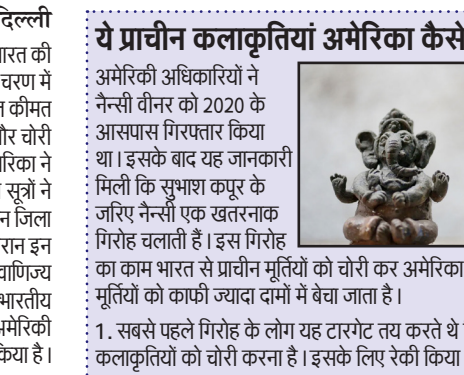 दिल्ली
ारत की
चरण में
कीमत
और चोरी
रिका ने
सूत्रों ने
न जिला
रान इन
वाणिज्य
भारतीय
अमेरिकी
किया है।
ये प्राचीन कलाकृतियां अमेरिका कैसे
अमेरिकी अधिकारियों ने
नैन्सी वीनर को 2020 के
आसपास गिरफ्तार किया
था। इसके बाद यह जानकारी
मिली कि सुभाश कपूर के
जरिए नैन्सी एक खतरनाक
गिरोह चलाती हैं। इस गिरोह
का काम भारत से प्राचीन मूर्तियों को चोरी कर अमेरिका
मूर्तियों को काफी ज्यादा दामों में बेचा जाता है।
1. सबसे पहले गिरोह के लोग यह टारगेट तय करते थे
कलाकृतियों को चोरी करना है। इसके लिए रेकी किया